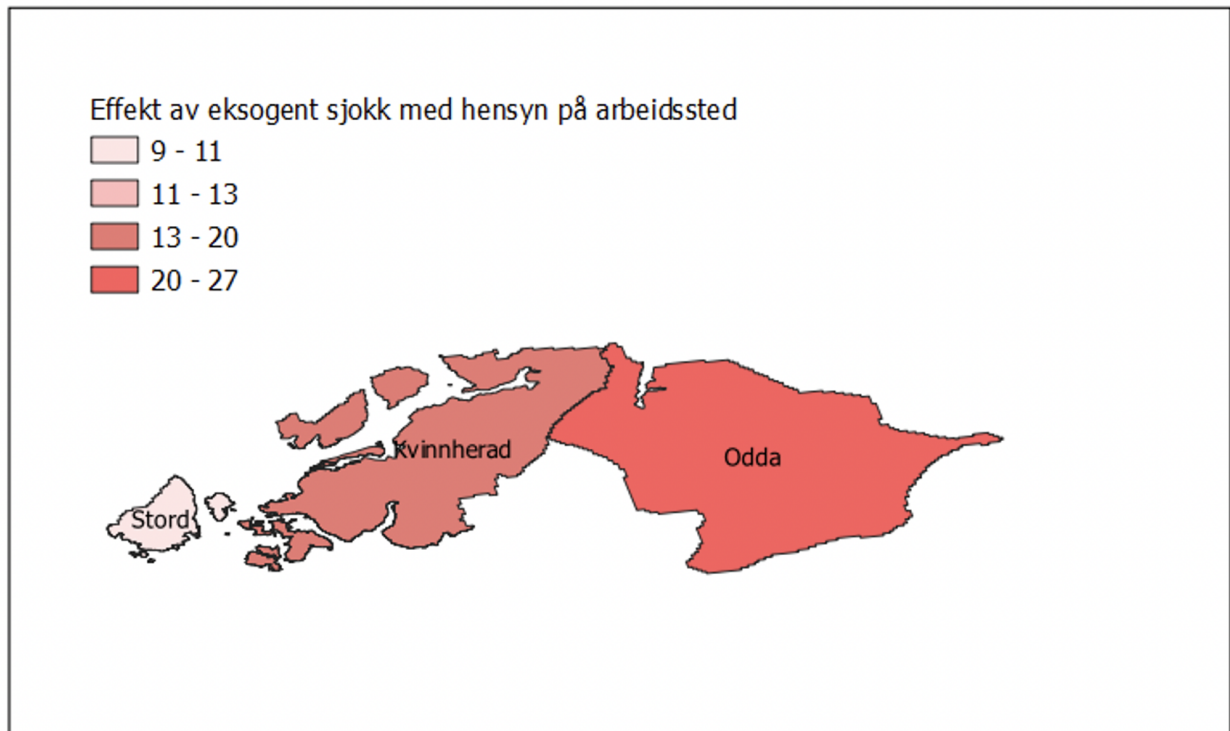 Effekt av eksogent sjokk med hensyn på arbeidssted
9 - 11
11 - 13
13 - 20
20 - 27
Kvinnherad
Odda
Stord